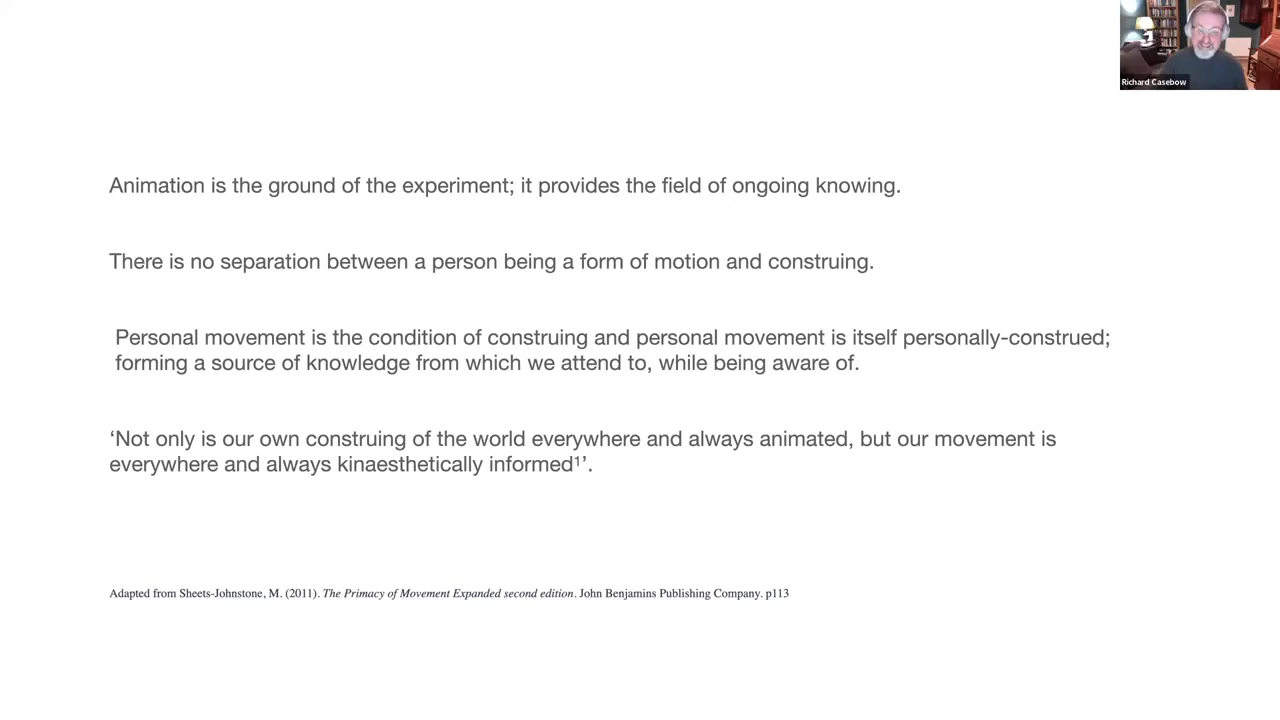 Richard Casebow
Animation is the ground of the experiment; it provides the field of ongoing knowing.
There is no separation between a person being a form of motion and construing.
Personal movement is the condition of construing and personal movement is itself personally-construed;
forming a source of knowledge from which we attend to, while being aware of.
‘Not only is our own construing of the world everywhere and always animated, but our movement is
everywhere and always kinaesthetically informed¹’.
Adapted from Sheets-Johnstone, M. (2011). The Primacy of Movement Expanded second edition. John Benjamins Publishing Company. p113